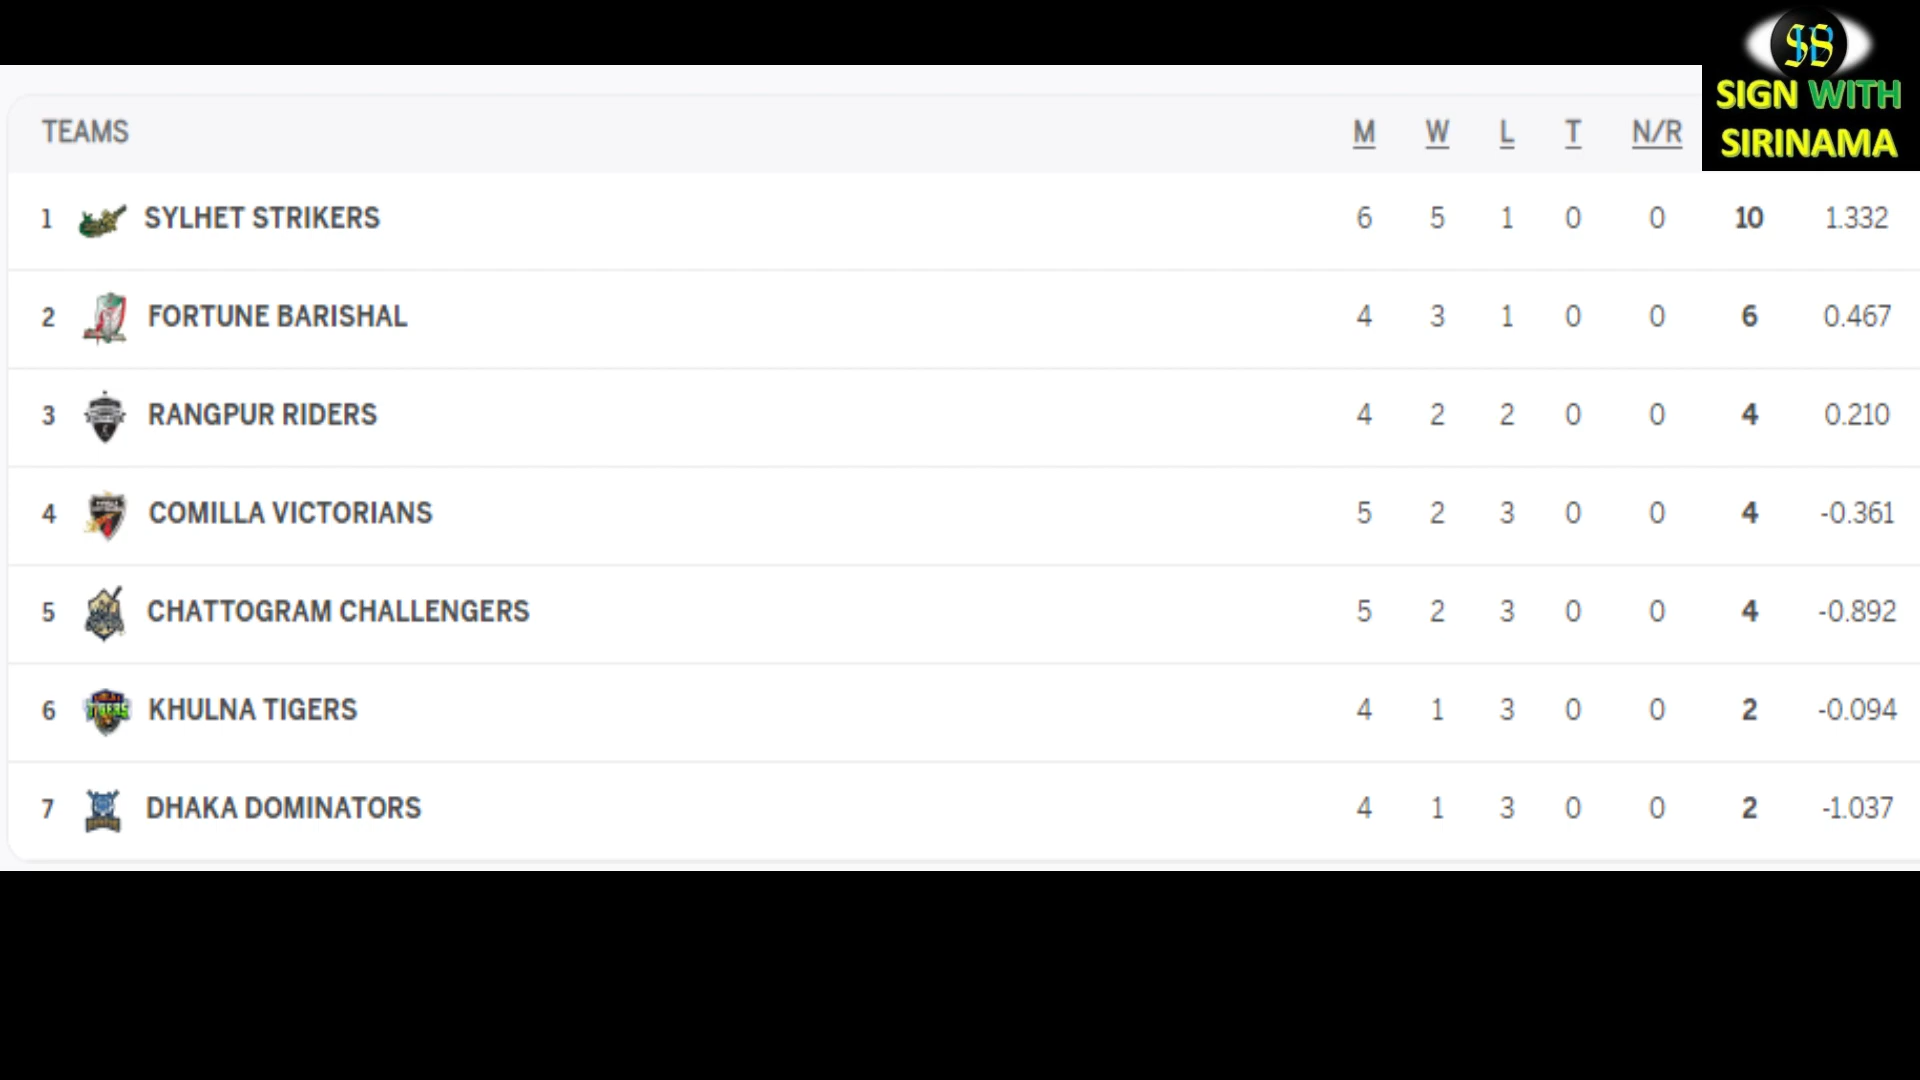 SB
SIGN WITH
SIRINAMA
TEAMS M W L T N/R
1 SYLHET STRIKERS 6 5 1 0 0 10 1.332
2 FORTUNE BARISHAL 4 3 1 0 0 6 0.467
3 RANGPUR RIDERS 4 2 2 0 0 4 0.210
4 COMILLA VICTORIANS 5 2 3 0 0 4 -0.361
5 CHATTOGRAM CHALLENGERS 5 2 3 0 0 4 -0.892
6 TIGERS KHULNA TIGERS 4 1 3 0 0 2 -0.094
7 DHAKA DOMINATORS 4 1 3 0 0 2 -1.037